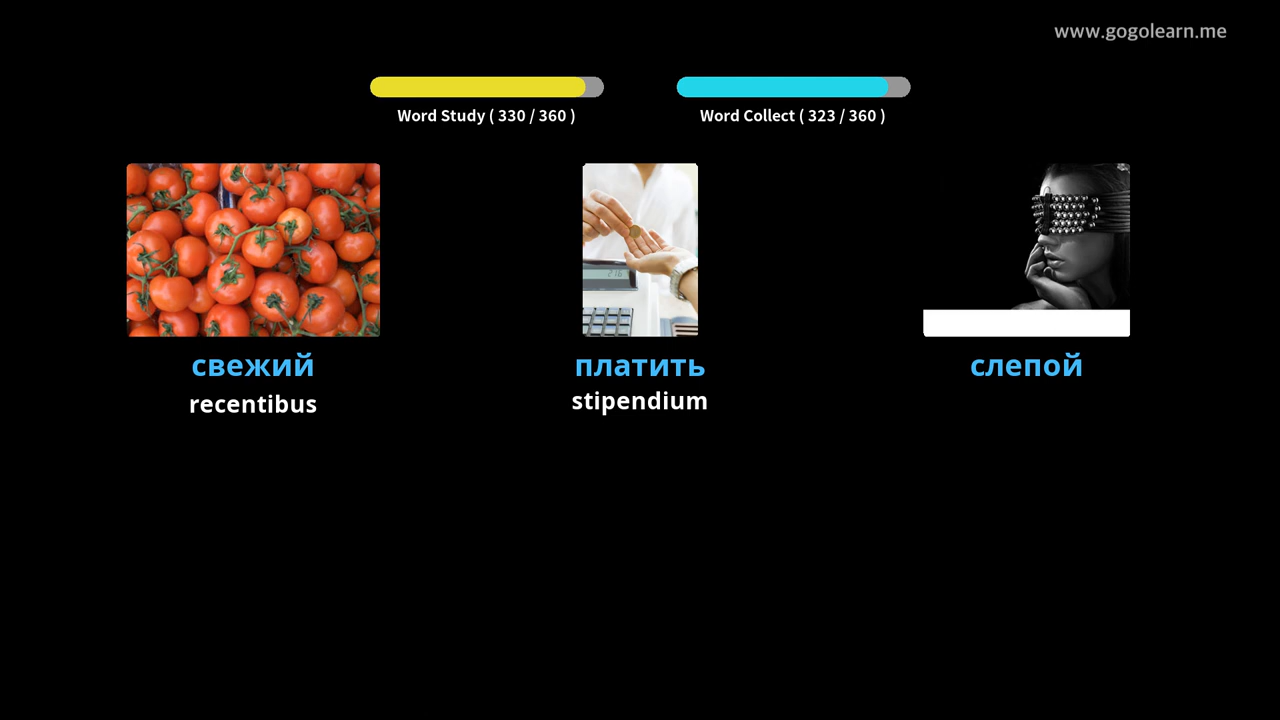 www.gogolearn.me
Word Study ( 330 / 360 )
Word Collect ( 323 / 360 )
свежий
recentibus
платить
stipendium
слепой